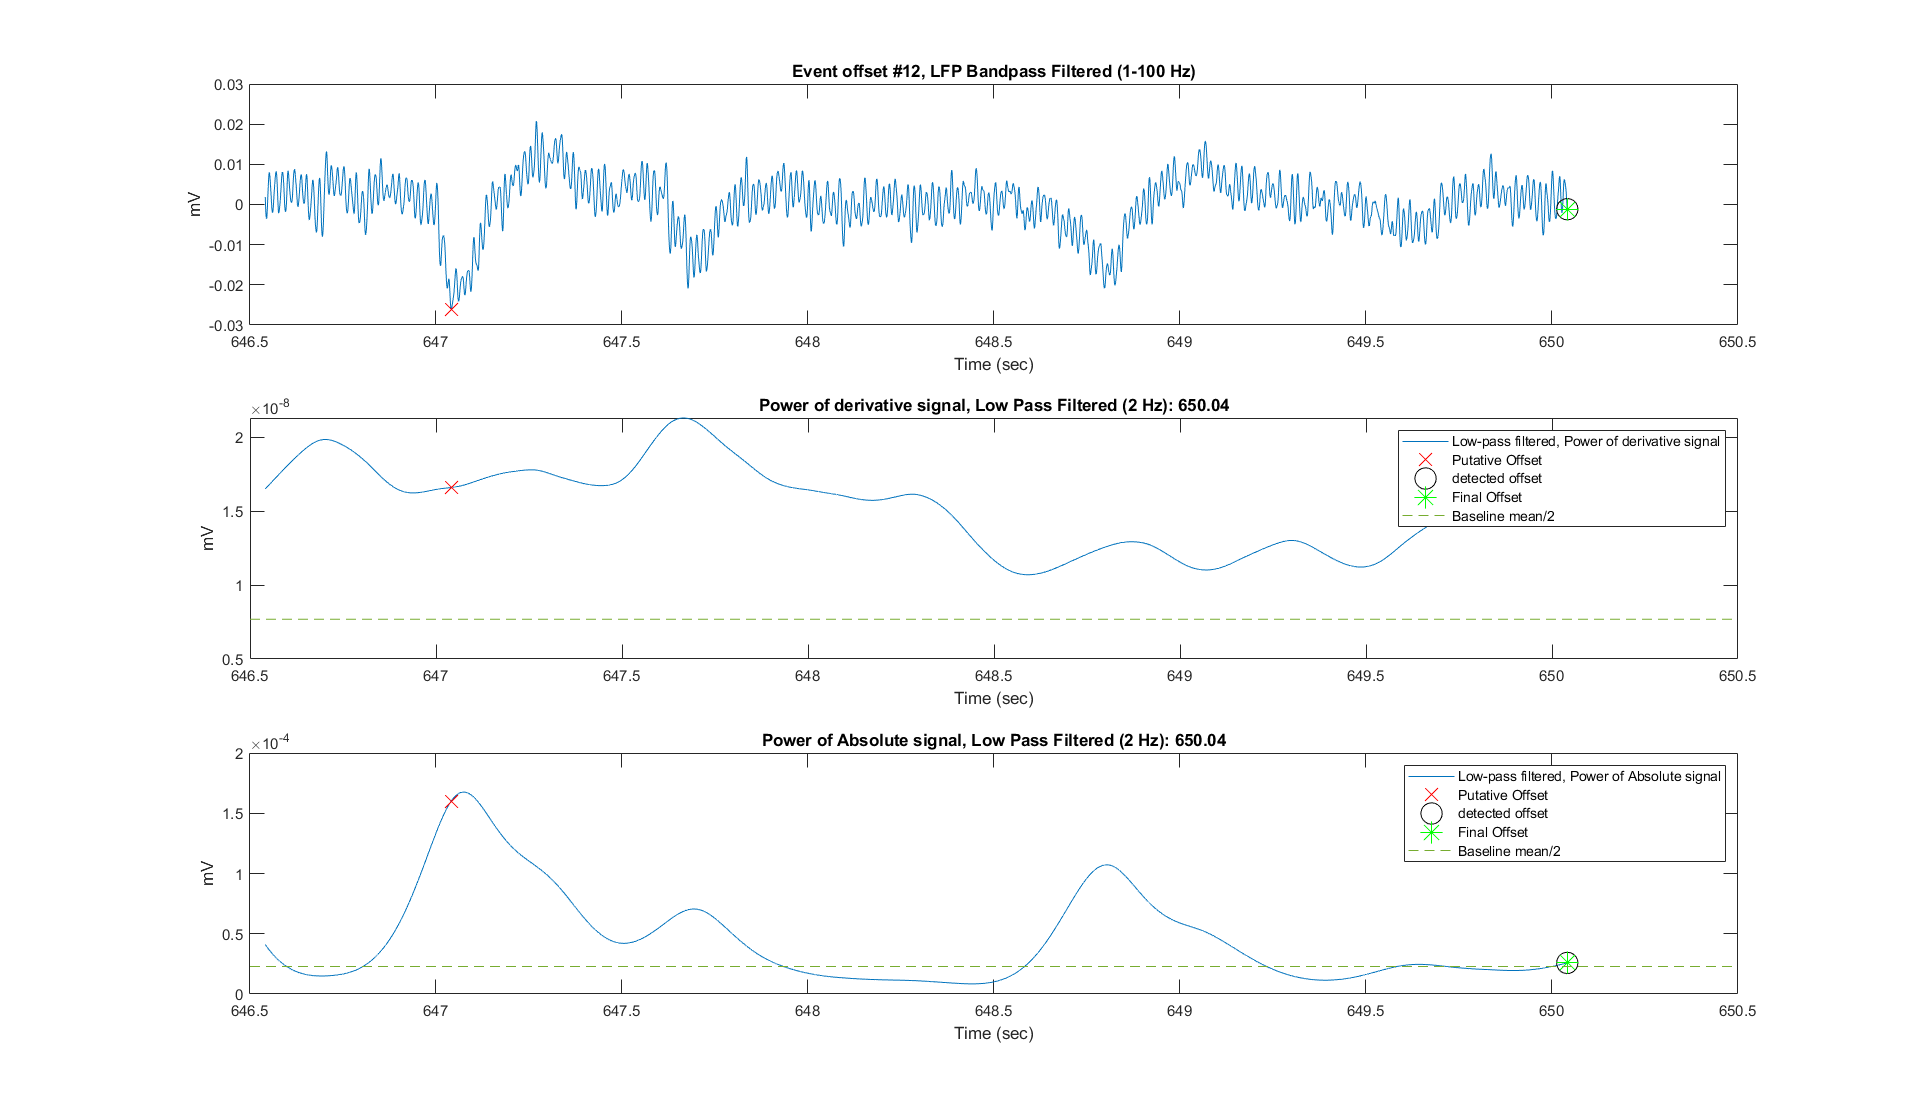 Event offset #12, LFP Bandpass Filtered (1-100 Hz)
0.03
0.02
0.01
0
-0.01
-0.02
-0.03
mV
646.5 647 647.5 648 648.5 649 649.5 650 650.5
Time (sec)
Power of derivative signal, Low Pass Filtered (2 Hz): 650.04
×10^-8
2
1.5
1
0.5
mV
Low-pass filtered, Power of derivative signal
Putative Offset
detected offset
Final Offset
Baseline mean/2
646.5 647 647.5 648 648.5 649 649.5 650 650.5
Time (sec)
Power of Absolute signal, Low Pass Filtered (2 Hz): 650.04
×10^-4
2
1.5
1
0.5
0
mV
Low-pass filtered, Power of Absolute signal
Putative Offset
detected offset
Final Offset
Baseline mean/2
646.5 647 647.5 648 648.5 649 649.5 650 650.5
Time (sec)